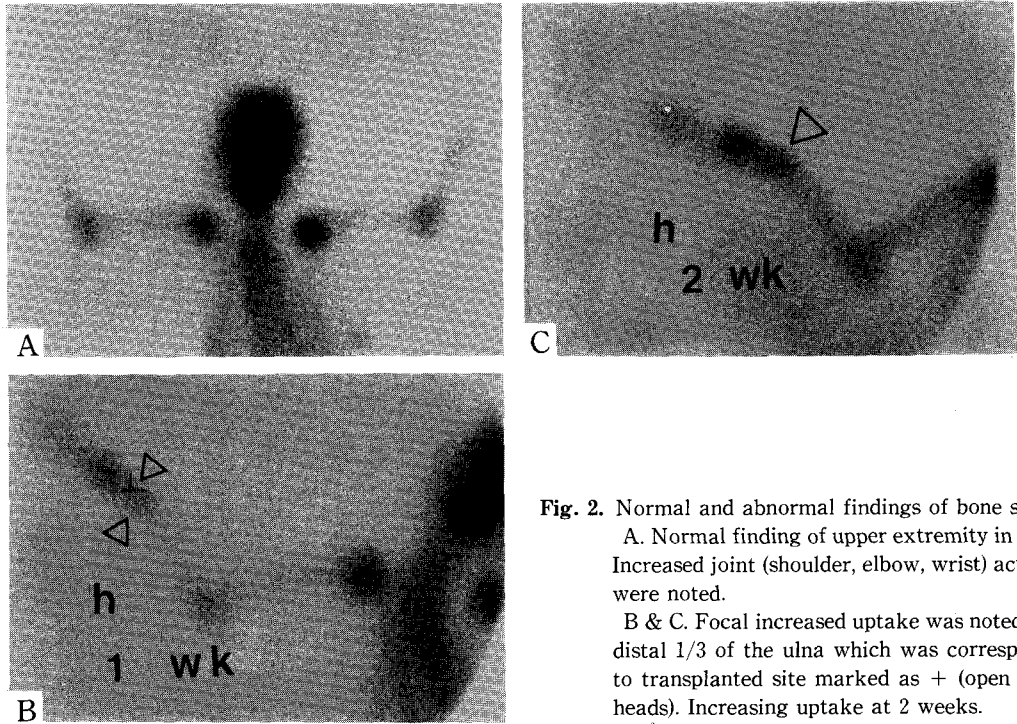 A
h
2 wk
C
h
1 wk
B
Fig. 2. Normal and abnormal findings of bone s
A. Normal finding of upper extremity in
Increased joint (shoulder, elbow, wrist) ac
were noted.
B & C. Focal increased uptake was noted
distal 1/3 of the ulna which was corresp
to transplanted site marked as + (open
heads). Increasing uptake at 2 weeks.